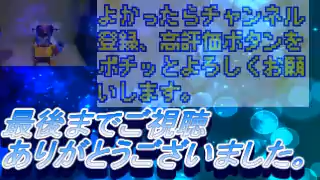 よかったらチャンネル
登録、高評価ボタンを
ポチッとよろしくお願
いします。
最後までご視聴
ありがとうございました。